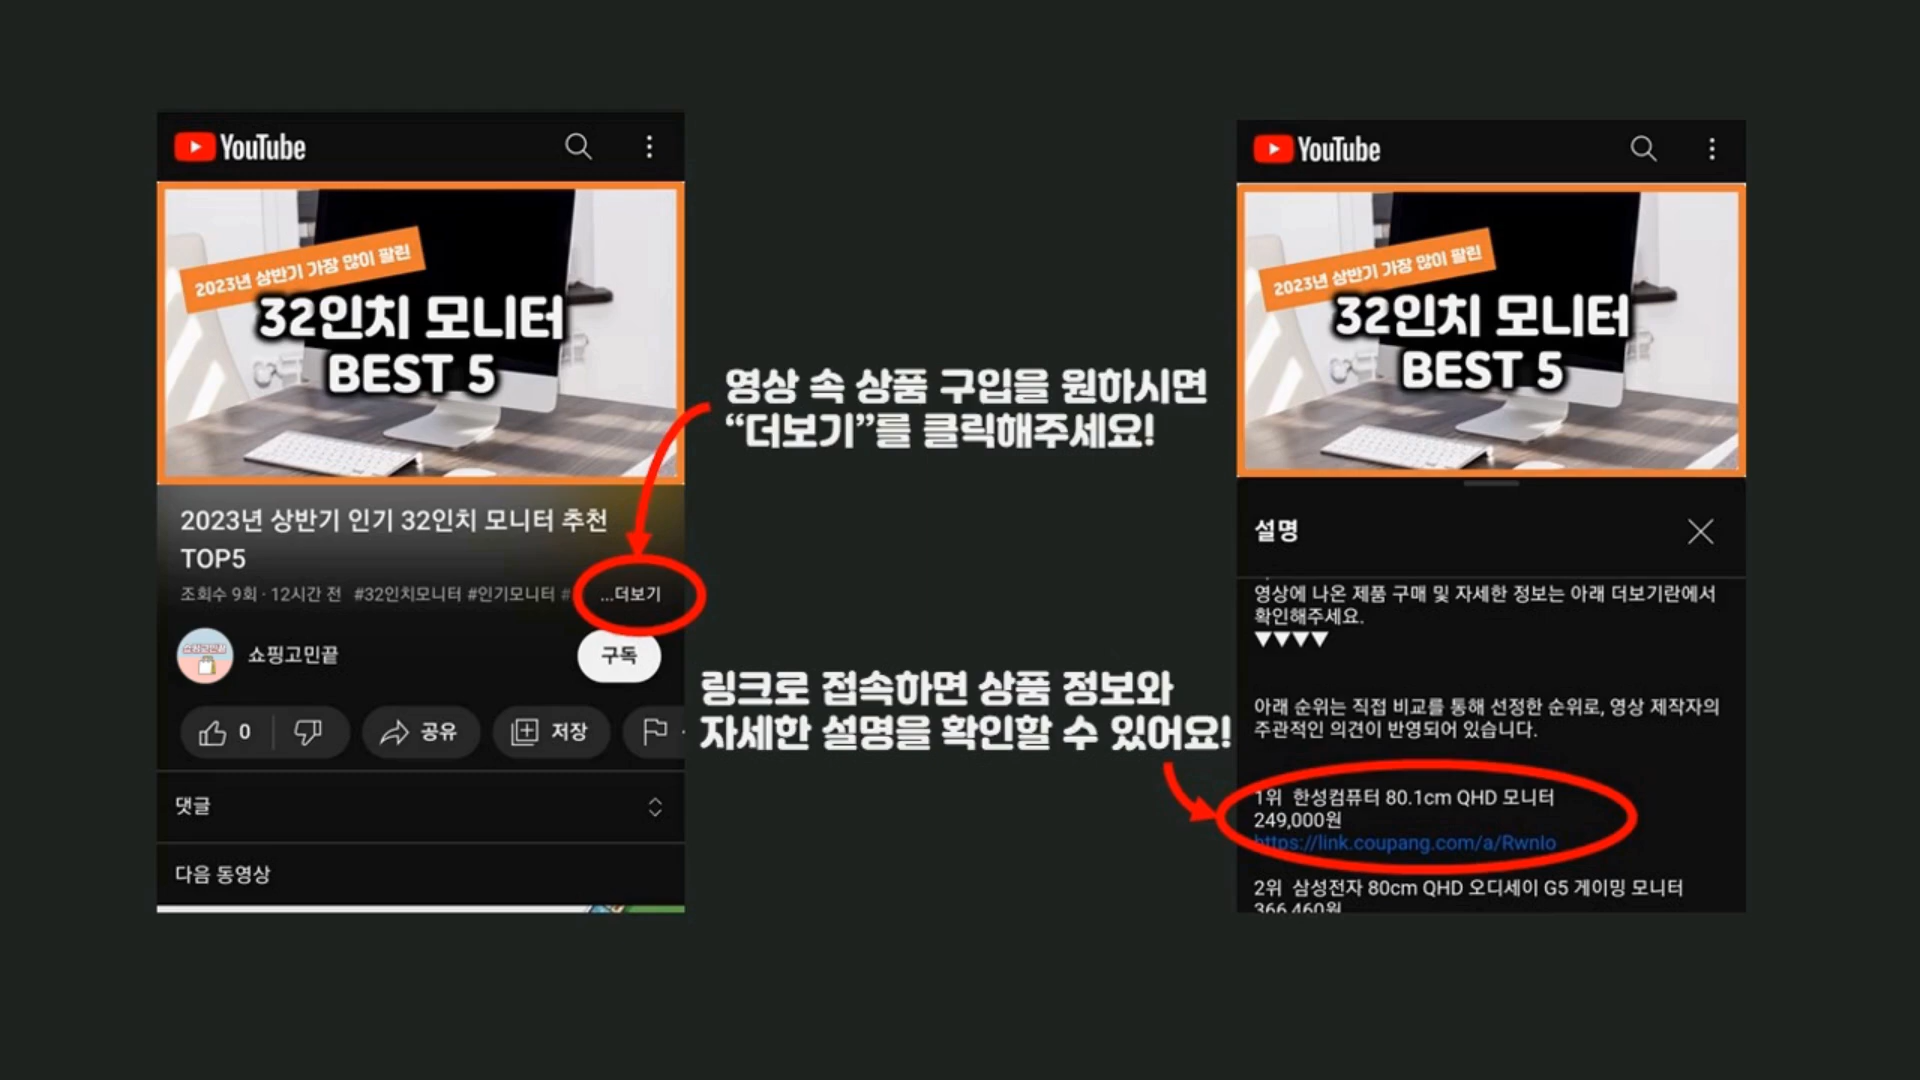 YouTube
2023년 상반기 가장 많이 팔린
32인치 모니터
BEST 5
2023년 상반기 인기 32인치 모니터 추천
TOP5
조회수 9회 · 12시간 전 #32인치모니터 #인기모니터 # ...더보기
쇼핑고민끝
쇼핑고민끝
구독
0
공유
저장
댓글
다음 동영상
영상 속 상품 구입을 원하시면
“더보기”를 클릭해주세요!
링크로 접속하면 상품 정보와
자세한 설명을 확인할 수 있어요!
YouTube
2023년 상반기 가장 많이 팔린
32인치 모니터
BEST 5
설명
영상에 나온 제품 구매 및 자세한 정보는 아래 더보기란에서
확인해주세요.
▼▼▼▼
아래 순위는 직접 비교를 통해 선정한 순위로, 영상 제작자의
주관적인 의견이 반영되어 있습니다.
1위 한성컴퓨터 80.1cm QHD 모니터
249,000원
https://link.coupang.com/a/RwnIo
2위 삼성전자 80cm QHD 오디세이 G5 게이밍 모니터
366,460원